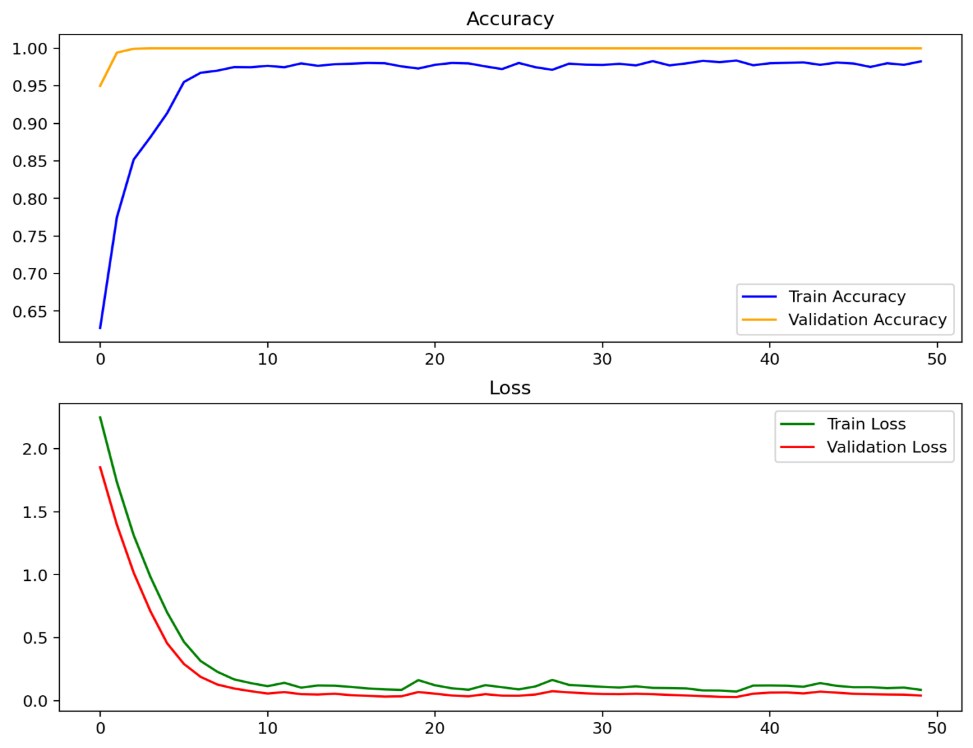 Accuracy
1.00
0.95
0.90
0.85
0.80
0.75
0.70
0.65
Train Accuracy
Validation Accuracy
0 10 20 30 40 50
Loss
2.0
1.5
1.0
0.5
0.0
Train Loss
Validation Loss
0 10 20 30 40 50